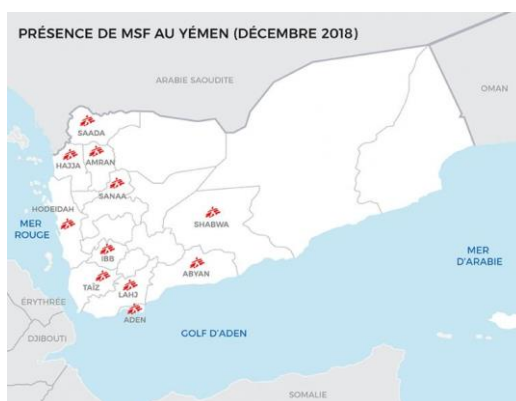 PRÉSENCE DE MSF AU YÉMEN (DÉCEMBRE 2018)
ARABIE SAOUDITE
OMAN
SAADA
HAJJA
AMRAN
SANAA
HODEIDAH
SHABWA
MER
ROUGE
MER
D'ARABIE
IBB
ABYAN
TAÏZ
LAHJ
ÉRYTHRÉE
ADEN
GOLF D'ADEN
DJIBOUTI
SOMALIE